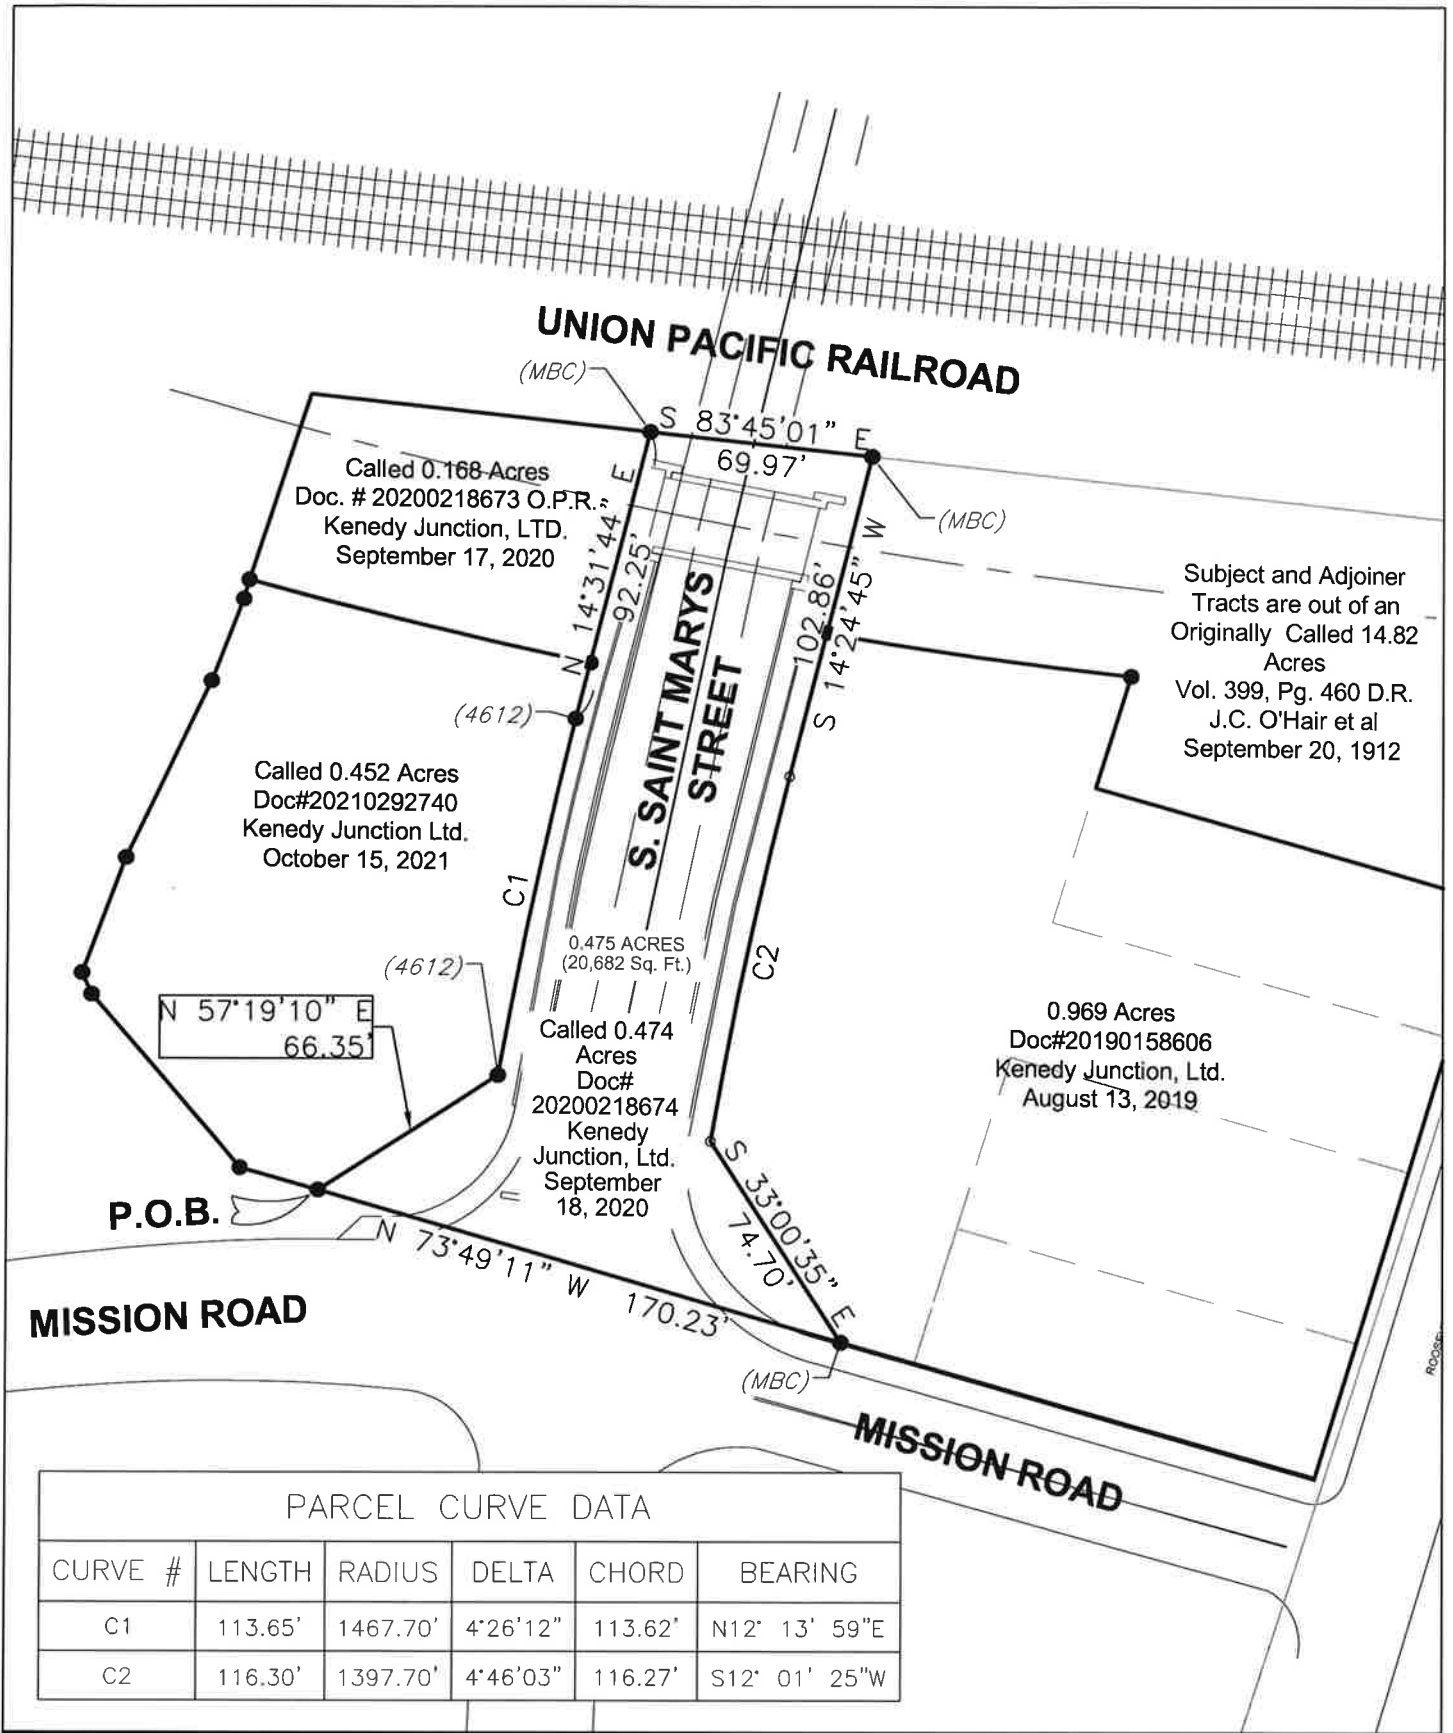 UNION PACIFIC RAILROAD
(MBC)
S 83°45'01" E
69.97'
(MBC)
Called 0.168 Acres
Doc. # 20200218673 O.P.R.
Kenedy Junction, LTD.
September 17, 2020
N 14°31'44" E
92.25'
102.86'
S 14°24'45" W
Subject and Adjoiner
Tracts are out of an
Originally Called 14.82
Acres
Vol. 399, Pg. 460 D.R.
J.C. O'Hair et al
September 20, 1912
S. SAINT MARYS
STREET
(4612)
Called 0.452 Acres
Doc#20210292740
Kenedy Junction Ltd.
October 15, 2021
C1
C2
0.475 ACRES
(20,682 Sq. Ft.)
(4612)
N 57°19'10" E
66.35'
Called 0.474
Acres
Doc#
20200218674
Kenedy
Junction, Ltd.
September
18, 2020
0.969 Acres
Doc#20190158606
Kenedy Junction, Ltd.
August 13, 2019
S 33°00'35" E
74.70'
P.O.B.
N 73°49'11" W 170.23'
MISSION ROAD
(MBC)
MISSION ROAD
PARCEL CURVE DATA
CURVE # LENGTH RADIUS DELTA CHORD BEARING
C1 113.65' 1467.70' 4°26'12" 113.62' N12° 13' 59"E
C2 116.30' 1397.70' 4°46'03" 116.27' S12° 01' 25"W